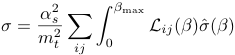 σ = \frac{α_s^2}{m_t^2} \sum_{ij} \int_0^{β_{max}} \mathcal{L}_{ij}(β) \hat{σ}(β)